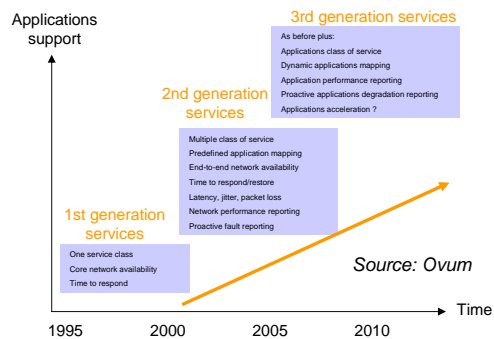 Applications
support
3rd generation services
As before plus:
Applications class of service
Dynamic applications mapping
Application performance reporting
Proactive applications degradation reporting
Applications acceleration ?
2nd generation
services
Multiple class of service
Predefined application mapping
End-to-end network availability
Time to respond/restore
Latency, jitter, packet loss
Network performance reporting
Proactive fault reporting
1st generation
services
One service class
Core network availability
Time to respond
Source: Ovum
Time
1995 2000 2005 2010